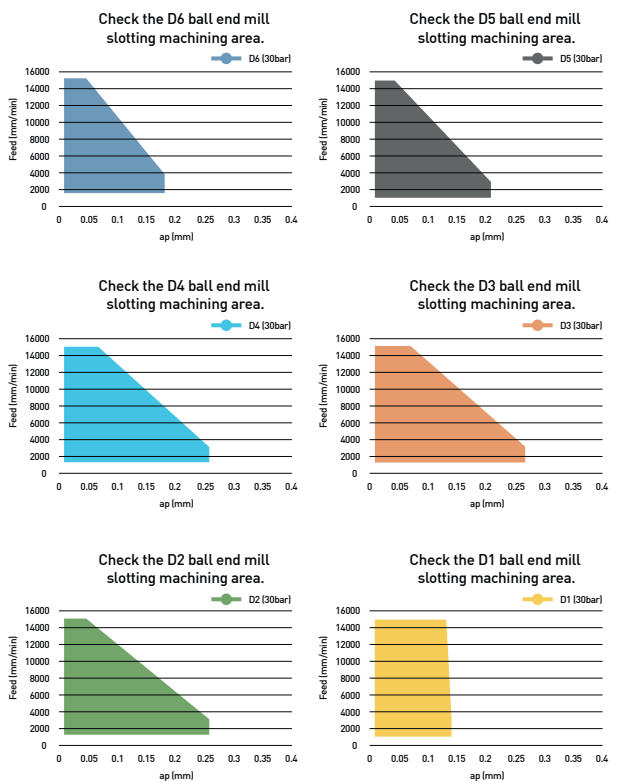 Check the D6 ball end mill
slotting machining area.
D6 (30bar)
Feed (mm/min)
16000
14000
12000
10000
8000
6000
4000
2000
0
0 0.05 0.1 0.15 0.2 0.25 0.3 0.35 0.4
ap (mm)
Check the D5 ball end mill
slotting machining area.
D5 (30bar)
Feed (mm/min)
16000
14000
12000
10000
8000
6000
4000
2000
0
0 0.05 0.1 0.15 0.2 0.25 0.3 0.35 0.4
ap (mm)
Check the D4 ball end mill
slotting machining area.
D4 (30bar)
Feed (mm/min)
16000
14000
12000
10000
8000
6000
4000
2000
0
0 0.05 0.1 0.15 0.2 0.25 0.3 0.35 0.4
ap (mm)
Check the D3 ball end mill
slotting machining area.
D3 (30bar)
Feed (mm/min)
16000
14000
12000
10000
8000
6000
4000
2000
0
0 0.05 0.1 0.15 0.2 0.25 0.3 0.35 0.4
ap (mm)
Check the D2 ball end mill
slotting machining area.
D2 (30bar)
Feed (mm/min)
16000
14000
12000
10000
8000
6000
4000
2000
0
0 0.05 0.1 0.15 0.2 0.25 0.3 0.35 0.4
ap (mm)
Check the D1 ball end mill
slotting machining area.
D1 (30bar)
Feed (mm/min)
16000
14000
12000
10000
8000
6000
4000
2000
0
0 0.05 0.1 0.15 0.2 0.25 0.3 0.35 0.4
ap (mm)